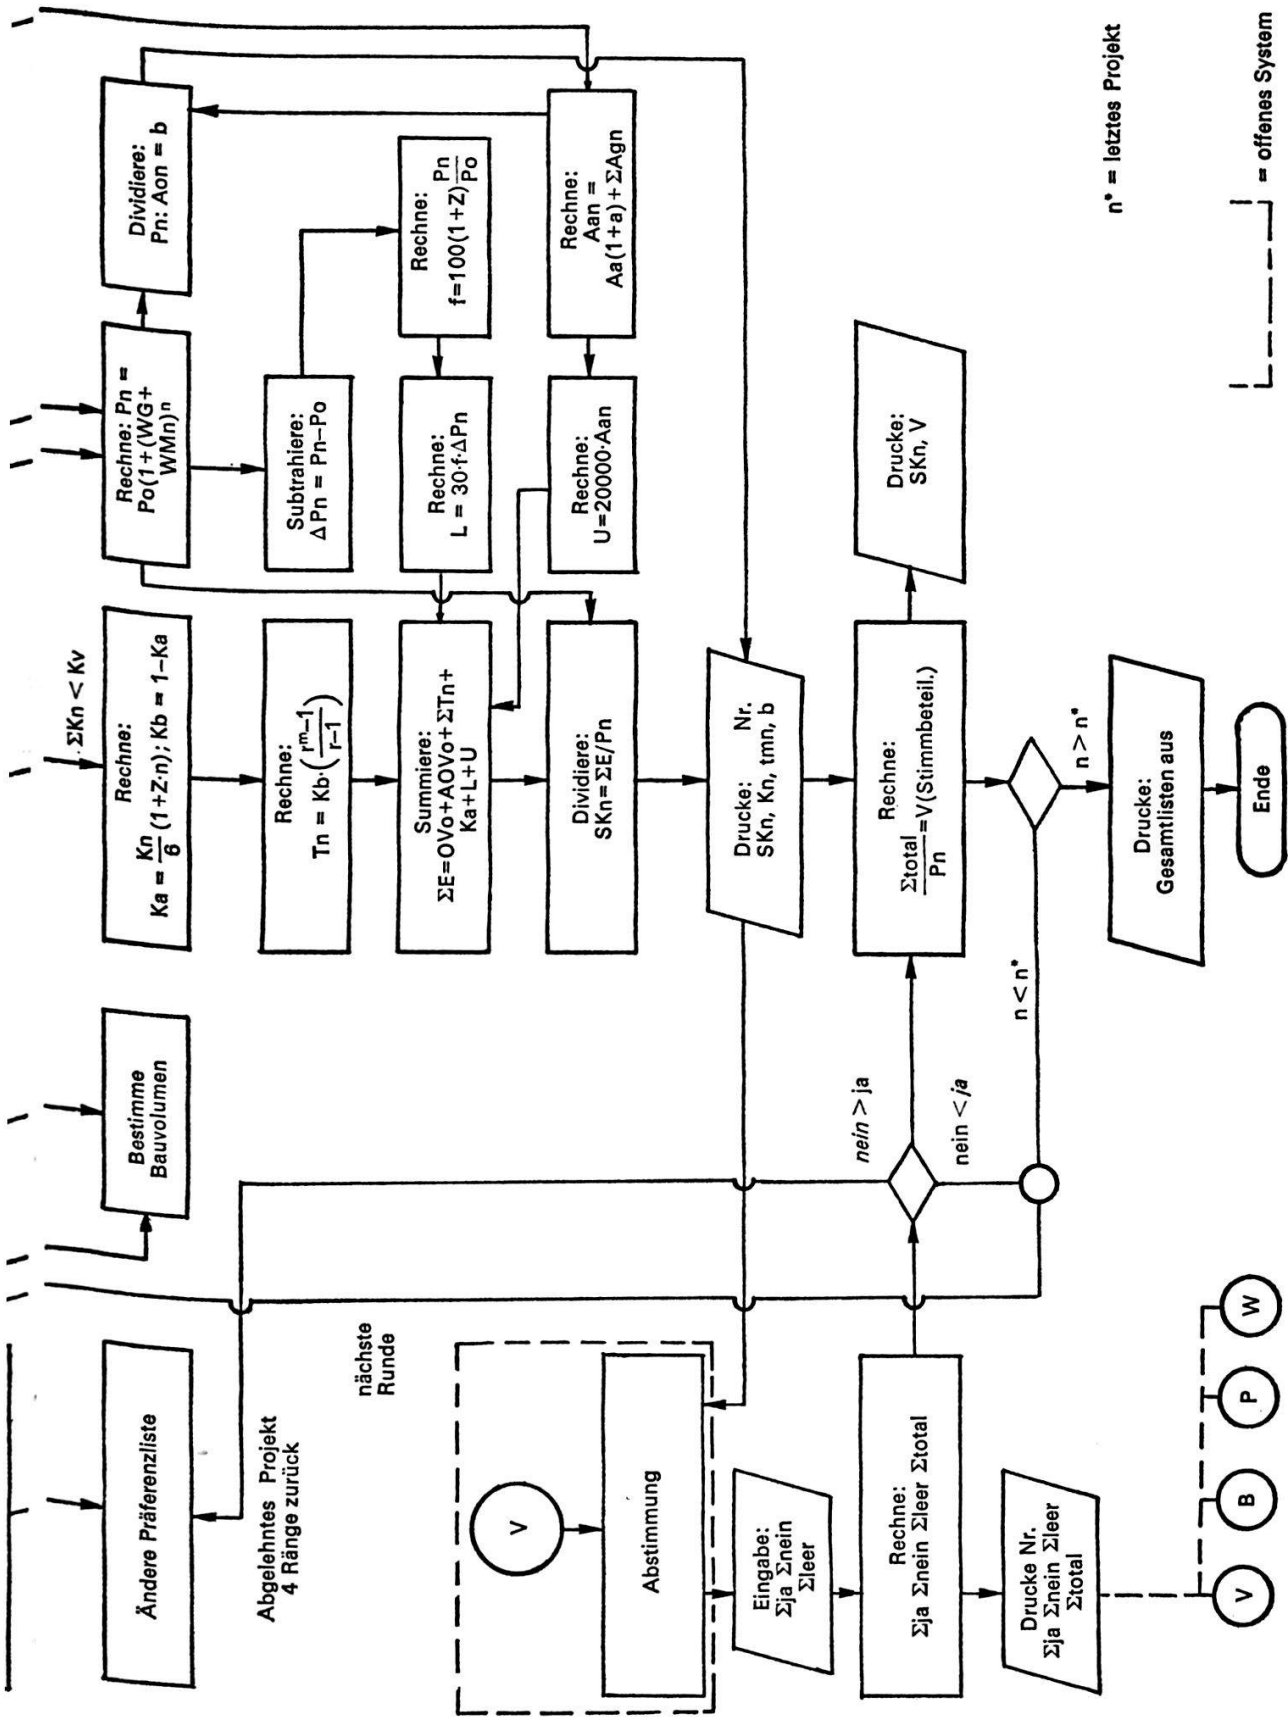 Ändere Präferenzliste
Abgelehntes Projekt
4 Ränge zurück
nächste
Runde
V
Abstimmung
Eingabe:
Σja Σnein
Σleer
Rechne:
Σja Σnein Σleer Σtotal
Drucke Nr.
Σja Σnein Σleer
Σtotal
V
B
P
W
Bestimme
Bauvolumen
nein > ja
nein < ja
n < n*
ΣKn < Kv
Rechne:
Ka = Kn/6 (1+Z·n); Kb = 1−Ka
Rechne:
Tn = Kb·(rᵐ−1/r−1)
Summiere:
ΣE=OVo+AOVo+ΣTn+
Ka+L+U
Dividiere:
SKn=ΣE/Pn
Drucke: Nr.
SKn, Kn, tmn, b
Rechne:
Σtotal/Pn =V(Stimmbeteil.)
n > n*
Drucke:
Gesamtlisten aus
Ende
Rechne: Pn =
Po(1+(WG+
WMn)ⁿ
Subtrahiere:
Δ Pn = Pn−Po
Rechne:
L = 30·f·ΔPn
Rechne:
U=20000·Aan
Drucke:
SKn, V
Dividiere:
Pn: Aon = b
Rechne:
f=100(1+Z) Pn/Po
Rechne:
Aan =
Aa(1+a)+ΣAgn
n* = letztes Projekt
= offenes System